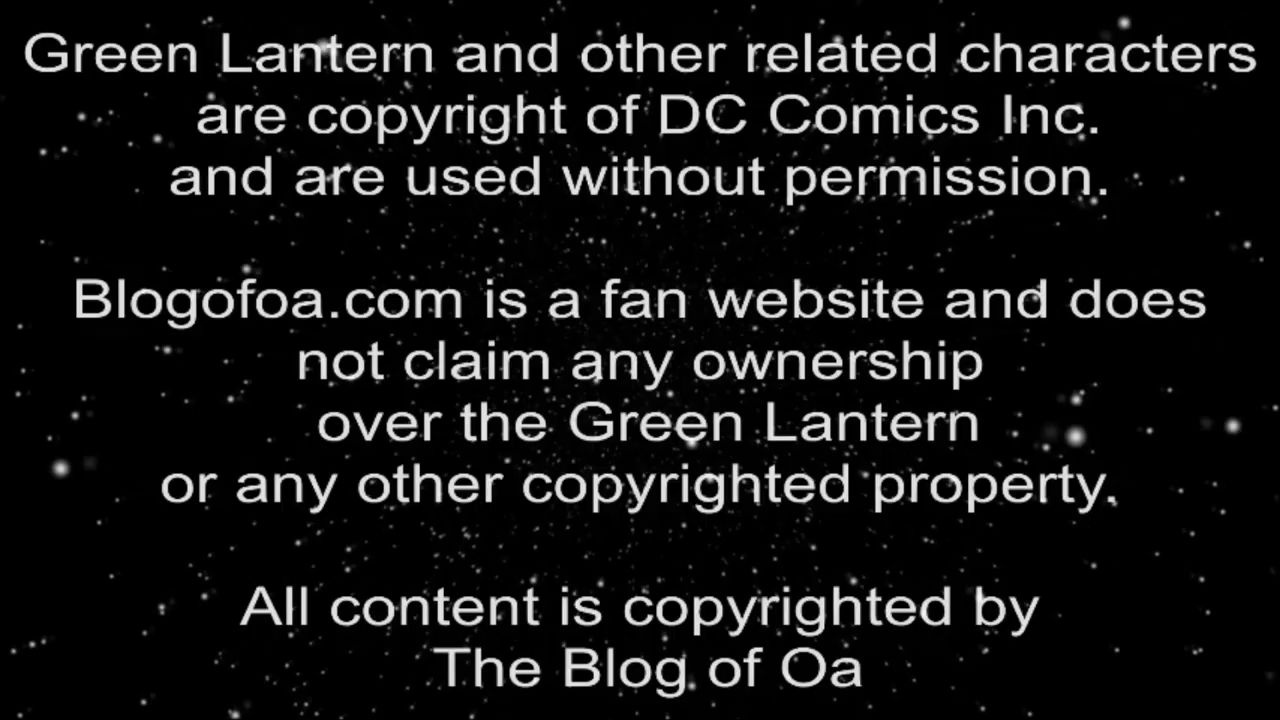 Green Lantern and other related characters
are copyright of DC Comics Inc.
and are used without permission.
Blogofoa.com is a fan website and does
not claim any ownership
over the Green Lantern
or any other copyrighted property.
All content is copyrighted by
The Blog of Oa